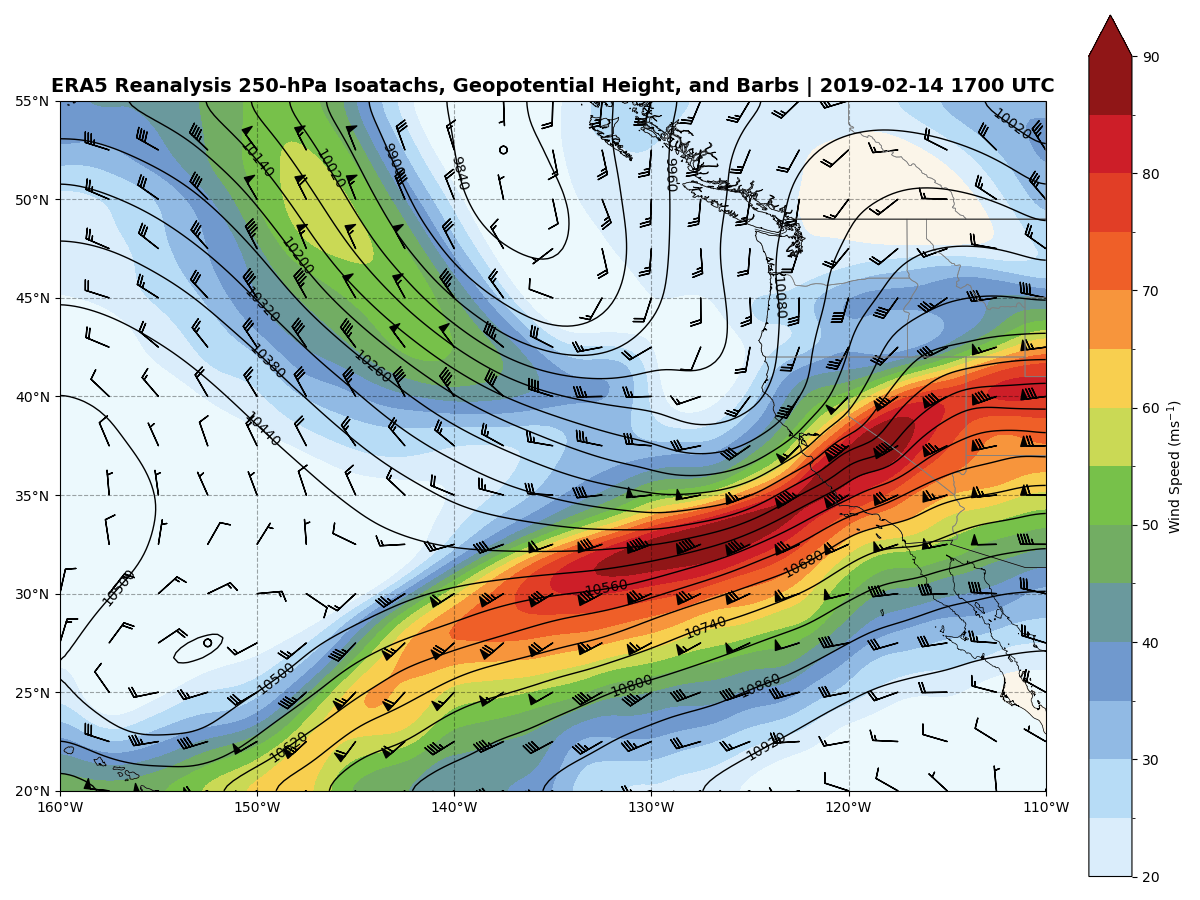 ERA5 Reanalysis 250-hPa Isoatachs, Geopotential Height, and Barbs | 2019-02-14 1700 UTC
90
80
70
60
50
40
30
20
Wind Speed (ms⁻¹)
55°N
50°N
45°N
40°N
35°N
30°N
25°N
20°N
160°W
150°W
140°W
130°W
120°W
110°W
10020
10140
10020
9900
9840
9960
10200
10320
10080
10380
10260
10440
10500
10560
10680
10740
10500
10800
10860
10620
10920